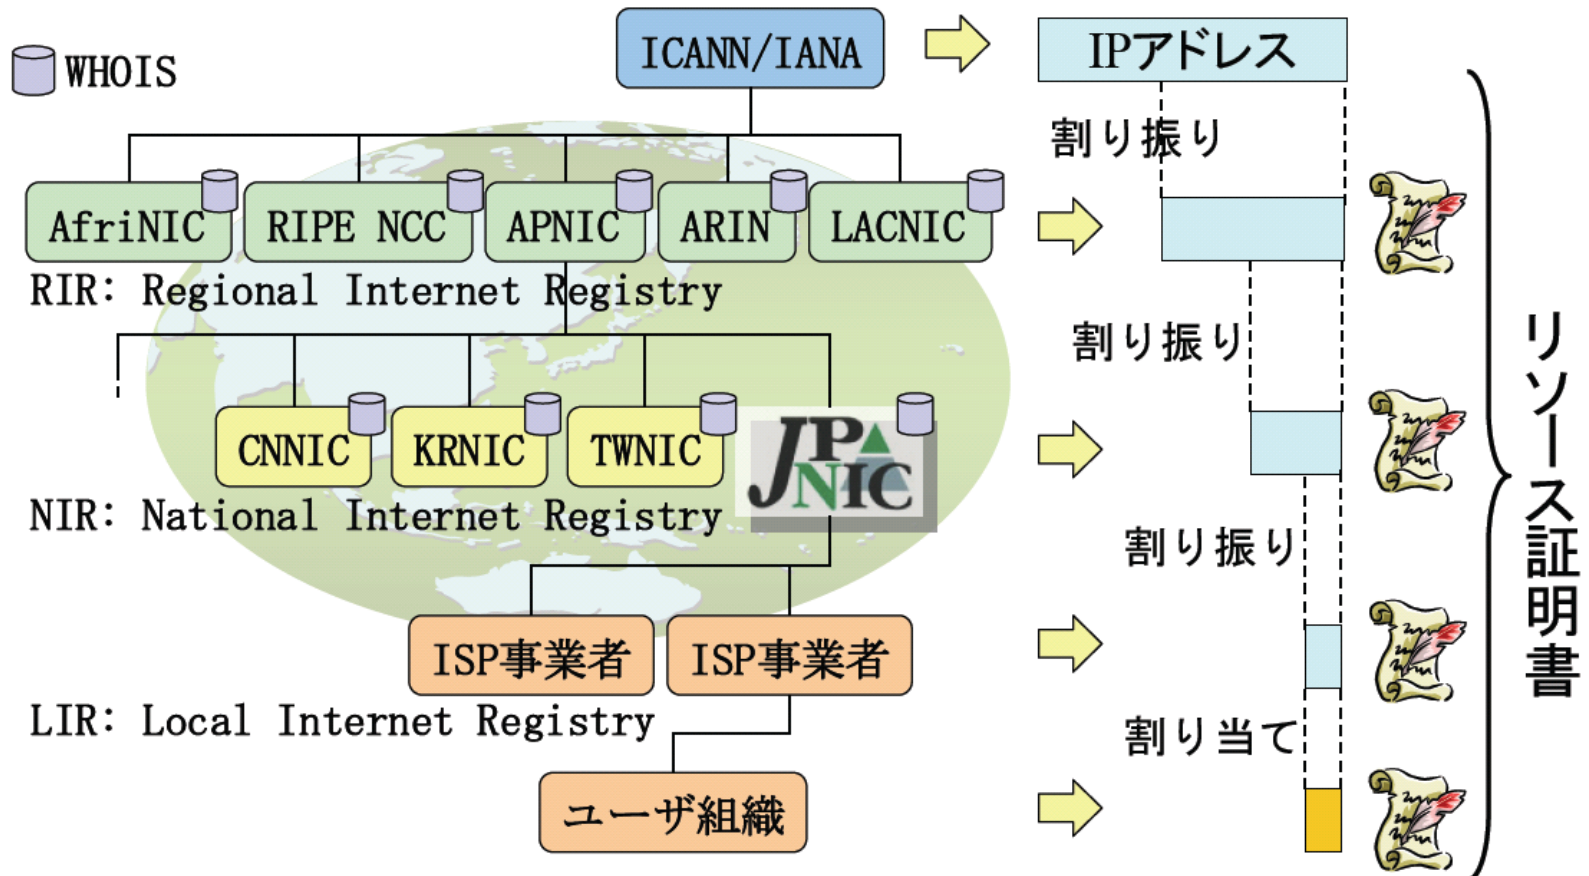 WHOIS
ICANN/IANA
IPアドレス
割り振り
AfriNIC
RIPE NCC
APNIC
ARIN
LACNIC
RIR: Regional Internet Registry
割り振り
CNNIC
KRNIC
TWNIC
JPNIC
NIR: National Internet Registry
割り振り
ISP事業者
ISP事業者
LIR: Local Internet Registry
割り当て
ユーザ組織
リソース証明書